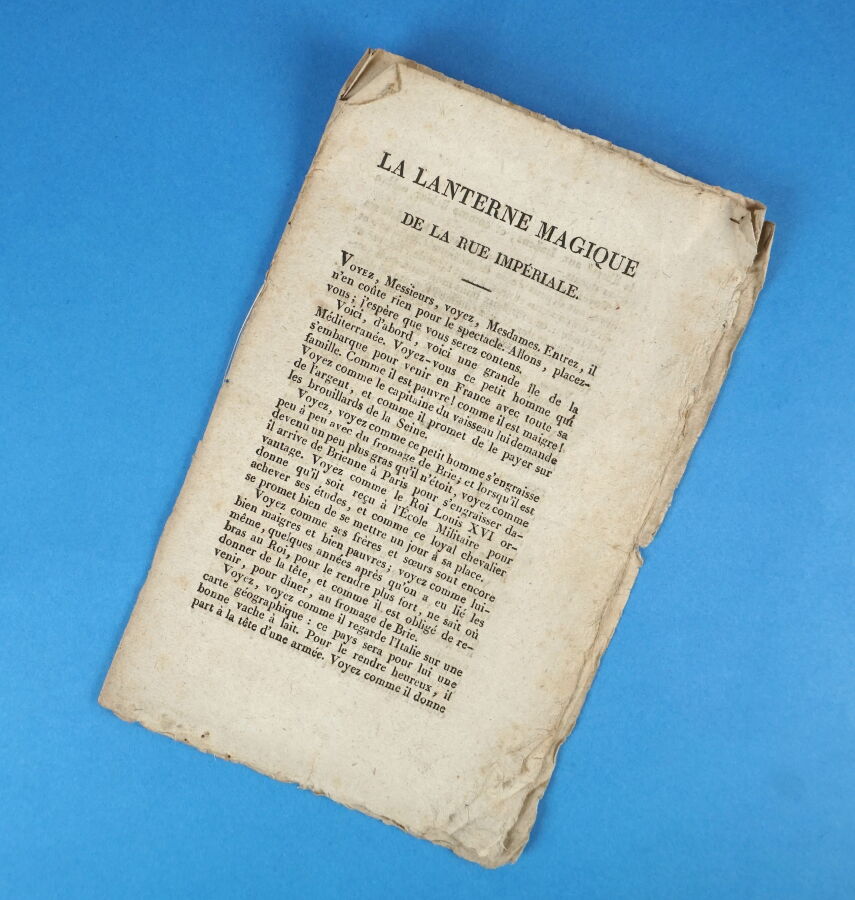 LA LANTERNE MAGIQUE
DE LA RUE IMPÉRIALE.
VOYEZ, Messieurs, voyez, Mesdames. Entrez, il
n'en coûte rien pour le spectacle. Allons, placez-
vous; j'espère que vous serez contens.
Voici, d'abord, voici une grande île de la
Méditerranée. Voyez-vous ce petit homme qui
s'embarque pour venir en France avec toute sa
famille. Comme il est pauvre! comme il est maigre!
Voyez comme le capitaine du vaisseau lui demande
de l'argent, et comme il promet de le payer sur
les brouillards de la Seine.
Voyez, voyez comme ce petit homme s'engraisse
peu à peu avec du fromage de Brie; et lorsqu'il est
devenu un peu plus gras qu'il n'étoit, voyez comme
il arrive de Brienne à Paris pour s'engraisser da-
vantage. Voyez comme le Roi Louis XVI or-
donne qu'il soit reçu à l'École Militaire pour
achever ses études, et comme ce loyal chevalier
se promet bien de se mettre un jour à sa place.
Voyez comme ses frères et sœurs sont encore
bien maigres et bien pauvres; voyez comme lui-
même, quelques années après qu'on a eu lié les
bras au Roi, pour le rendre plus fort, ne sait où
donner de la tête, et comme il est obligé de re-
venir, pour diner, au fromage de Brie.
Voyez, voyez comme il regarde l'Italie sur une
carte géographique: ce pays sera pour lui une
bonne vache à lait. Pour le rendre heureux, il
part à la tête d'une armée. Voyez comme il donne